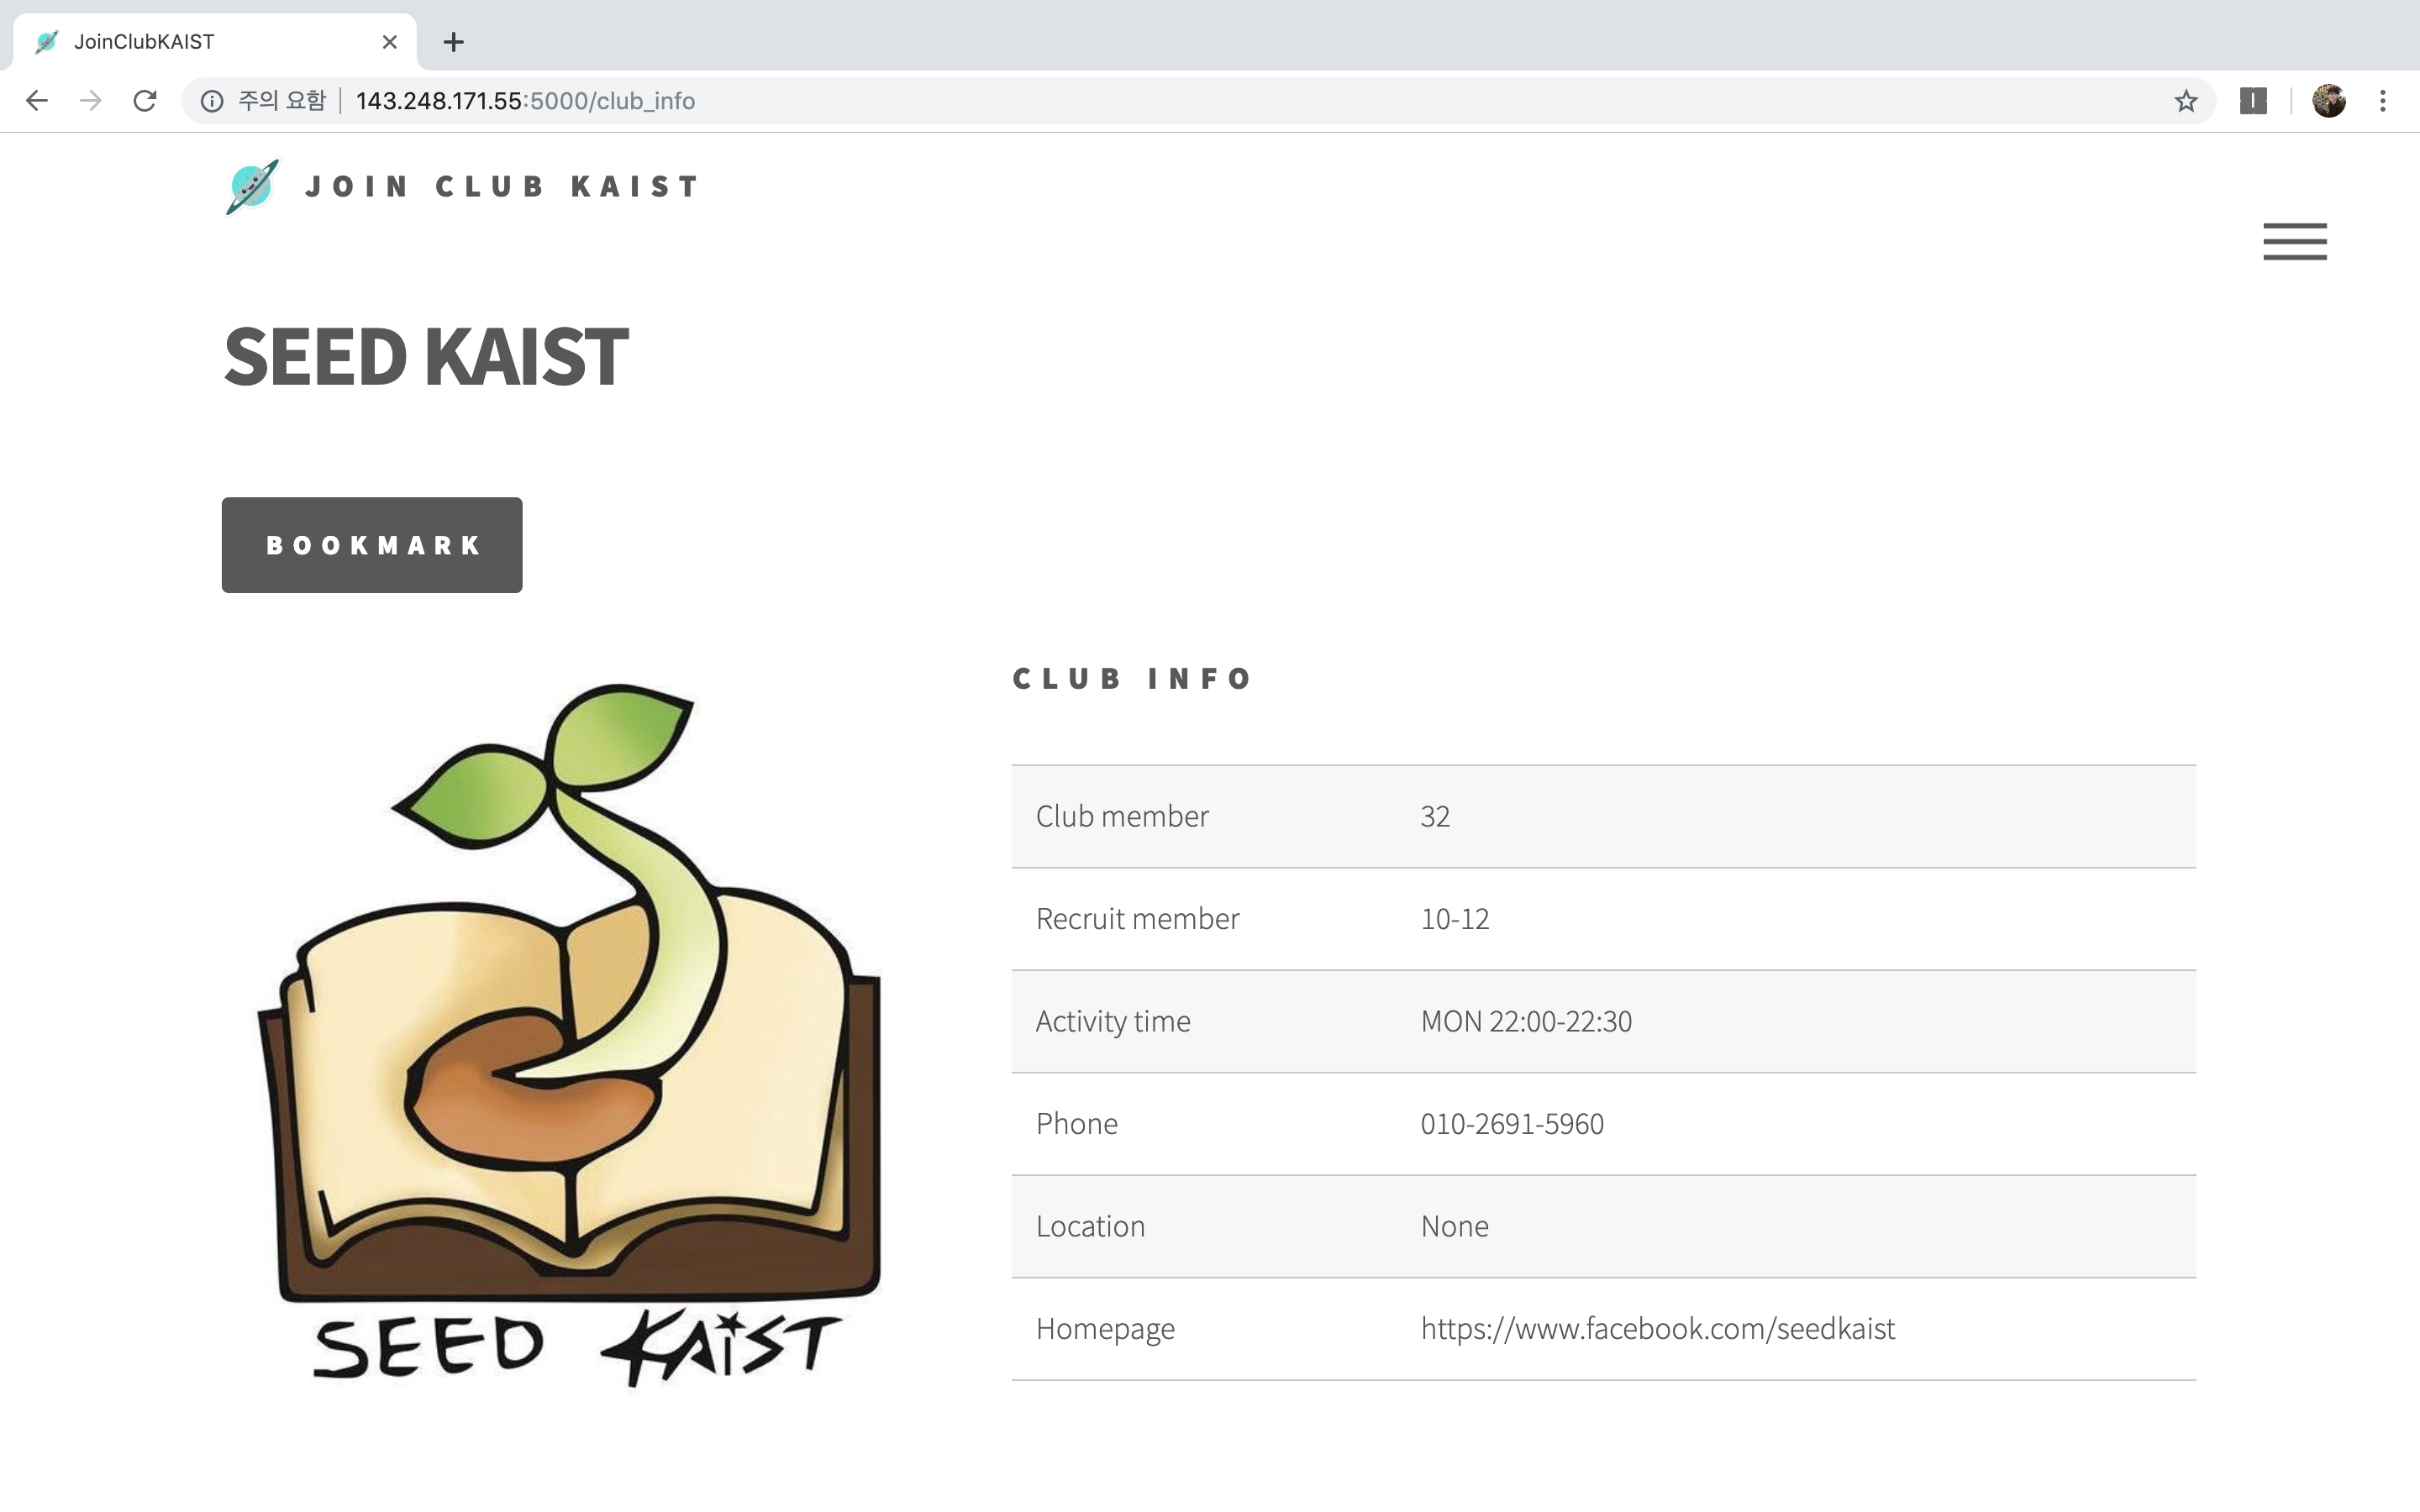 JoinClubKAIST
주의 요함 143.248.171.55:5000/club_info
JOIN CLUB KAIST
SEED KAIST
BOOKMARK
SEED KAiST
CLUB INFO
Club member 32
Recruit member 10-12
Activity time MON 22:00-22:30
Phone 010-2691-5960
Location None
Homepage https://www.facebook.com/seedkaist